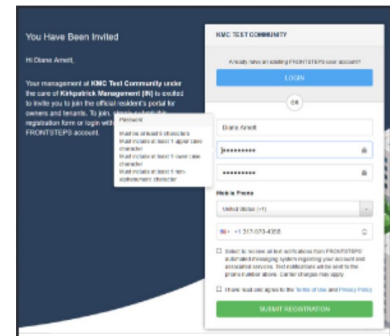 You Have Been Invited
Hi Diane Arnett,
Your management at KMC Test Community under
the care of Kirkpatrick Management [IN] is excited
to invite you to join the official resident's portal for
owners and tenants. To join, please submit this
registration form or login with
FRONTSTEPS account.
Password
Must be at least 8 characters
Must include at least 1 upper case
character
Must include at least 1 lower case
character
Must include at least 1 non-
alphanumeric character
KMC TEST COMMUNITY
Already have an existing FRONTSTEPS user account?
LOGIN
OR
Diane Arnett
•••••••••
•••••••••
Mobile Phone
United States (+1)
Select to receive all text notifications from FRONTSTEPS'
automated messaging system regarding your account and
associated services. Text notifications will be sent to the
phone number above. Carrier charges may apply.
I have read and agree to the Terms of Use and Privacy Policy
SUBMIT REGISTRATION